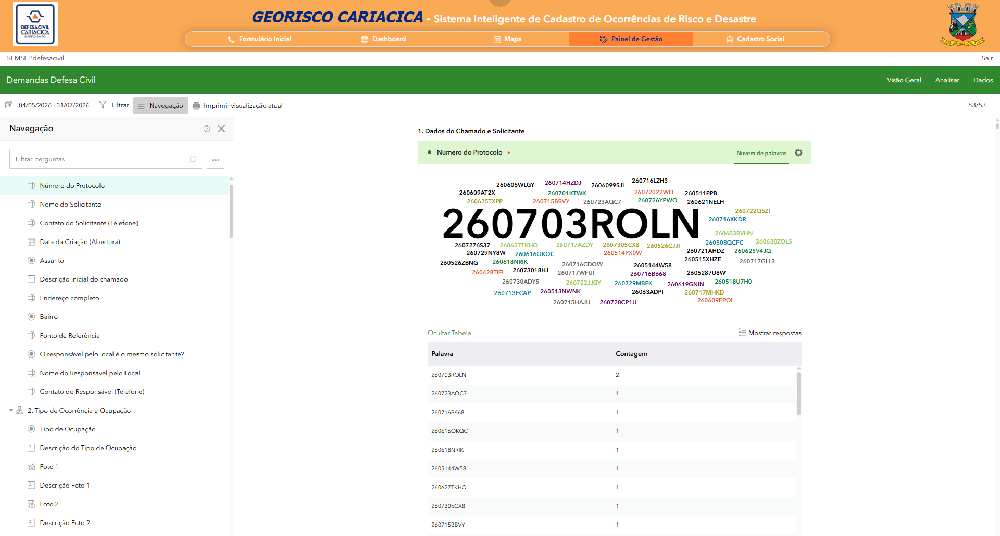 DEFESA CIVIL
CARIACICA
ESPÍRITO SANTO
GEORISCO CARIACICA - Sistema Inteligente de Cadastro de Ocorrências de Risco e Desastre
Formulário Inicial
Dashboard
Mapa
Painel de Gestão
Cadastro Social
CARIACICA
SEMSEP.defesacivil
Sair
Demandas Defesa Civil
Visão Geral
Analisar
Dados
04/05/2026 - 31/07/2026
Filtrar
Navegação
Imprimir visualização atual
53/53
Navegação
Filtrar perguntas.
Número do Protocolo
Nome do Solicitante
Contato do Solicitante (Telefone)
Data da Criação (Abertura)
Assunto
Descrição inicial do chamado
Endereço completo
Bairro
Ponto de Referência
O responsável pelo local é o mesmo solicitante?
Nome do Responsável pelo Local
Contato do Responsável (Telefone)
2. Tipo de Ocorrência e Ocupação
Tipo de Ocupação
Descrição do Tipo de Ocupação
Foto 1
Descrição Foto 1
Foto 2
Descrição Foto 2
1. Dados do Chamado e Solicitante
Número do Protocolo *
Nuvem de palavras
260716LZH3
260605WLGY 260714HZDJ 2606099SJI
260609AT2X 260701KTWK 26072022WO 260511PPB
260625TXPP 260715BBVY 260723AQC7 260726YPWO 260621NELH
260722QSZI
260703ROLN 260716XKDR
2606038VHN
260508QCFC 260630ZOLS
2607276S37 260627TKHQ 260717AZDY 2607305CX8 260526CJJI
260729NY8W 260616OKQC 260514PX0W 260721AHDZ 260625V4JQ
260526ZBNG 260618NRIK 260515XHZE 260717GLL3
260716CDQW 2605144W58
260428TIFI 26073018HJ 260717WFUI 260716B668 2605287U8W
260730ADY5 260722JJGY 260729MBFK 260619GNIN 260518U7H0
260713ECAP 260513NWNK 26063ADPI 260717MHKD
260715HAJU 260728CP1U 260609EPOL
Ocultar Tabela
Mostrar respostas
Palavra Contagem
260703ROLN 2
260723AQC7 1
260716B668 1
260616OKQC 1
260618NRIK 1
2605144W58 1
260627TKHQ 1
2607305CX8 1
260715BBVY 1